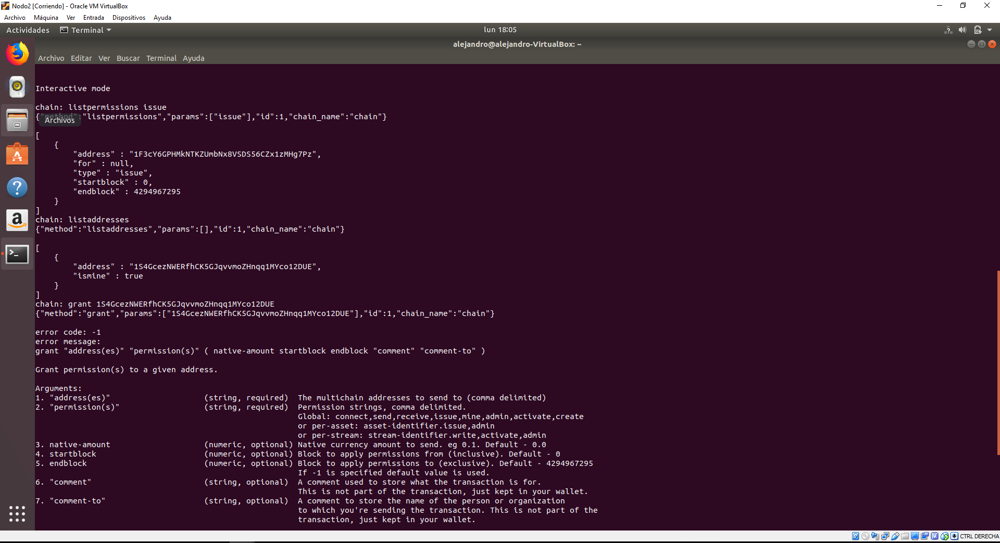 Nodo2 [Corriendo] - Oracle VM VirtualBox
Archivo Máquina Ver Entrada Dispositivos Ayuda
Actividades Terminal lun 18:05
alejandro@alejandro-VirtualBox: ~
Archivo Editar Ver Buscar Terminal Ayuda
Interactive mode
chain: listpermissions issue
{"method":"listpermissions","params":["issue"],"id":1,"chain_name":"chain"}
Archivos
[
{
"address" : "1F3cY6GPHMkNTKZUmbNx8VSDS56CZx1zMHg7Pz",
"for" : null,
"type" : "issue",
"startblock" : 0,
"endblock" : 4294967295
}
]
chain: listaddresses
{"method":"listaddresses","params":[],"id":1,"chain_name":"chain"}
[
{
"address" : "1S4GcezNWERfhCK5GJqvvmoZHnqq1MYco12DUE",
"ismine" : true
}
]
chain: grant 1S4GcezNWERfhCK5GJqvvmoZHnqq1MYco12DUE
{"method":"grant","params":["1S4GcezNWERfhCK5GJqvvmoZHnqq1MYco12DUE"],"id":1,"chain_name":"chain"}
error code: -1
error message:
grant "address(es)" "permission(s)" ( native-amount startblock endblock "comment" "comment-to" )
Grant permission(s) to a given address.
Arguments:
1. "address(es)" (string, required) The multichain addresses to send to (comma delimited)
2. "permission(s)" (string, required) Permission strings, comma delimited.
Global: connect,send,receive,issue,mine,admin,activate,create
or per-asset: asset-identifier.issue,admin
or per-stream: stream-identifier.write,activate,admin
3. native-amount (numeric, optional) Native currency amount to send. eg 0.1. Default - 0.0
4. startblock (numeric, optional) Block to apply permissions from (inclusive). Default - 0
5. endblock (numeric, optional) Block to apply permissions to (exclusive). Default - 4294967295
If -1 is specified default value is used.
6. "comment" (string, optional) A comment used to store what the transaction is for.
This is not part of the transaction, just kept in your wallet.
7. "comment-to" (string, optional) A comment to store the name of the person or organization
to which you're sending the transaction. This is not part of the
transaction, just kept in your wallet.
CTRL DERECHA